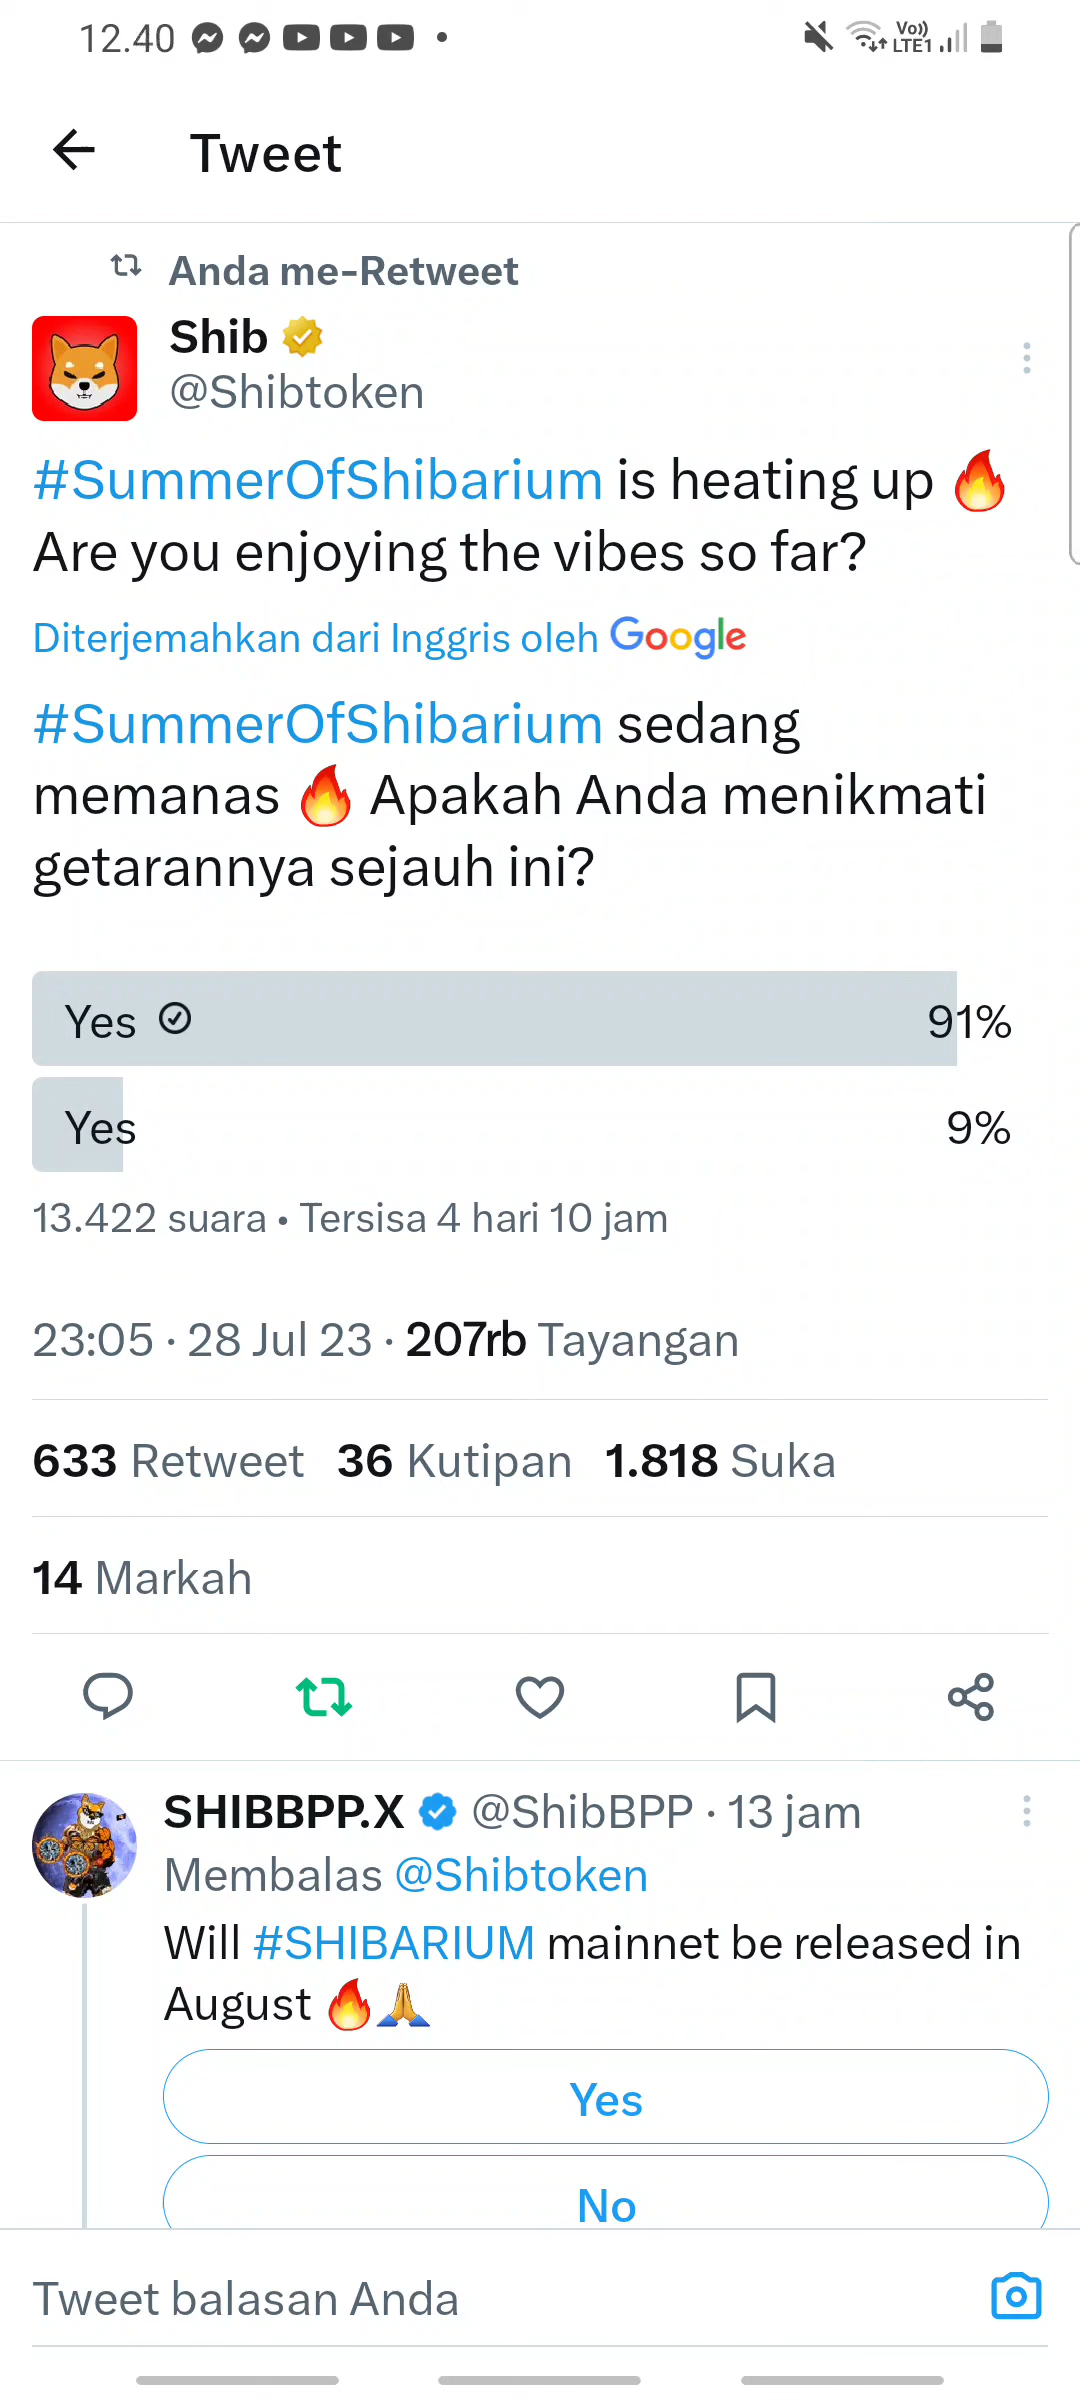 12.40
Vo)) LTE1
Tweet
Anda me-Retweet
Shib
@Shibtoken
#SummerOfShibarium is heating up 🔥
Are you enjoying the vibes so far?
Diterjemahkan dari Inggris oleh Google
#SummerOfShibarium sedang
memanas 🔥 Apakah Anda menikmati
getarannya sejauh ini?
Yes 91%
Yes 9%
13.422 suara • Tersisa 4 hari 10 jam
23:05 · 28 Jul 23 · 207rb Tayangan
633 Retweet 36 Kutipan 1.818 Suka
14 Markah
SHIBBPP.X @ShibBPP · 13 jam
Membalas @Shibtoken
Will #SHIBARIUM mainnet be released in
August 🔥🙏
Yes
No
Tweet balasan Anda